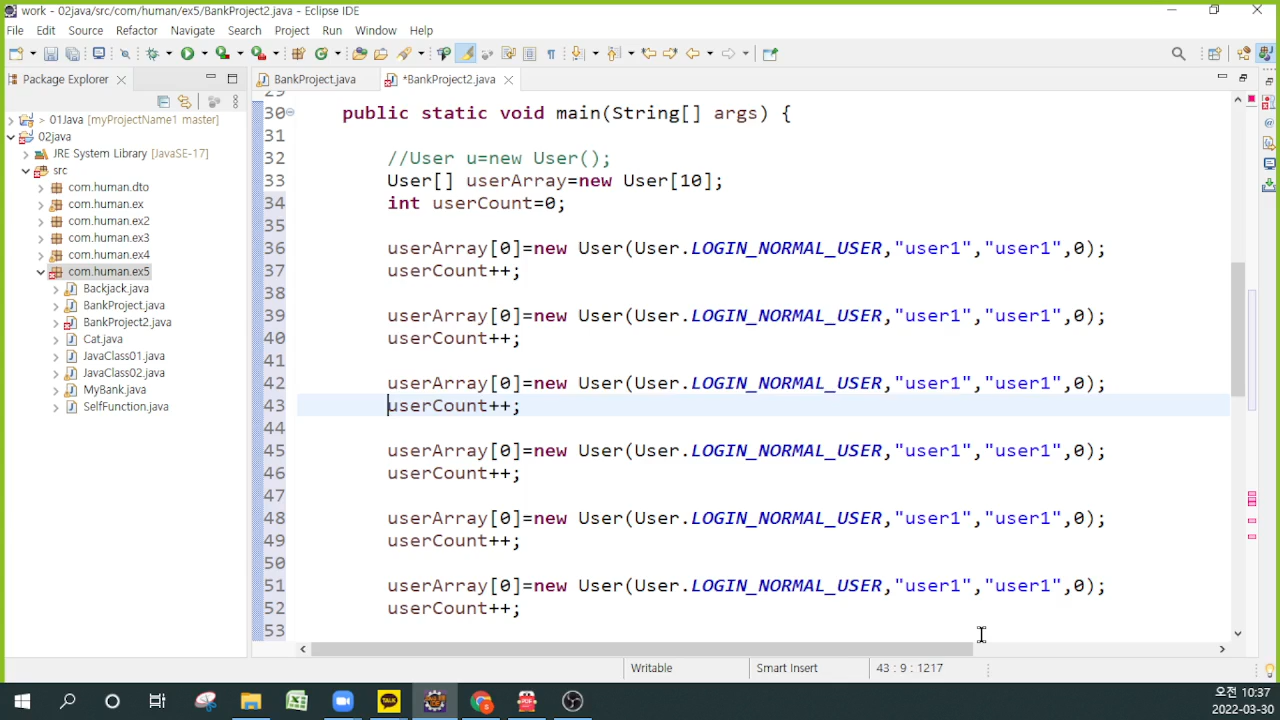 work - 02java/src/com/human/ex5/BankProject2.java - Eclipse IDE
File Edit Source Refactor Navigate Search Project Run Window Help
Package Explorer
BankProject.java
*BankProject2.java
> 01Java [myProjectName1 master]
02java
JRE System Library [JavaSE-17]
src
com.human.dto
com.human.ex
com.human.ex2
com.human.ex3
com.human.ex4
com.human.ex5
Backjack.java
BankProject.java
BankProject2.java
Cat.java
JavaClass01.java
JavaClass02.java
MyBank.java
SelfFunction.java
29
30 public static void main(String[] args) {
31
32 //User u=new User();
33 User[] userArray=new User[10];
34 int userCount=0;
35
36 userArray[0]=new User(User.LOGIN_NORMAL_USER,"user1","user1",0);
37 userCount++;
38
39 userArray[0]=new User(User.LOGIN_NORMAL_USER,"user1","user1",0);
40 userCount++;
41
42 userArray[0]=new User(User.LOGIN_NORMAL_USER,"user1","user1",0);
43 userCount++;
44
45 userArray[0]=new User(User.LOGIN_NORMAL_USER,"user1","user1",0);
46 userCount++;
47
48 userArray[0]=new User(User.LOGIN_NORMAL_USER,"user1","user1",0);
49 userCount++;
50
51 userArray[0]=new User(User.LOGIN_NORMAL_USER,"user1","user1",0);
52 userCount++;
53
Writable Smart Insert 43 : 9 : 1217
TALK
PDF
오전 10:37
2022-03-30